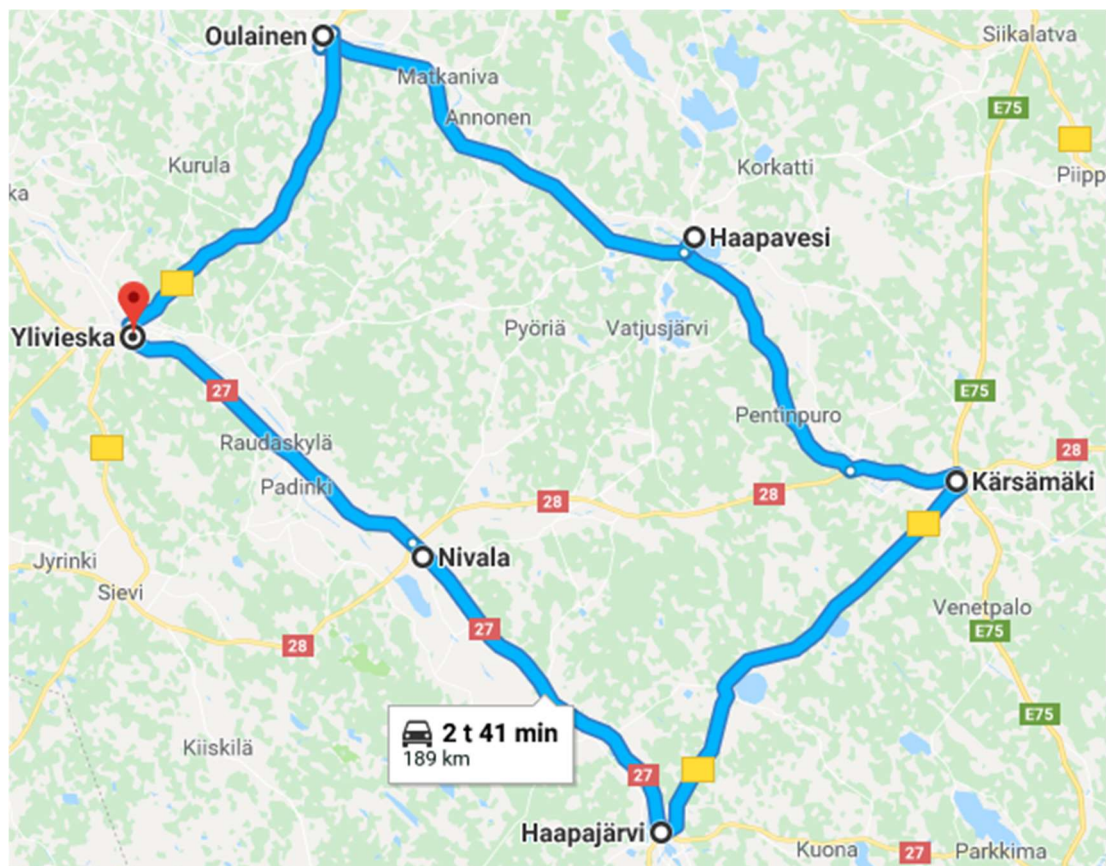 Oulainen
Siikalatva
Matkaniva
E75
Annonen
Kurula
Korkatti
Piipp
ka
Haapavesi
Pyöriä
Vatjusjärvi
Ylivieska
27
E75
Pentinpuro
Raudaskylä
28
Padinki
28
28
Kärsämäki
Nivala
Jyrinki
Sievi
Venetpalo
27
E75
28
E75
2 t 41 min
189 km
Kiiskilä
27
Haapajärvi
Kuona
27
Parkkima